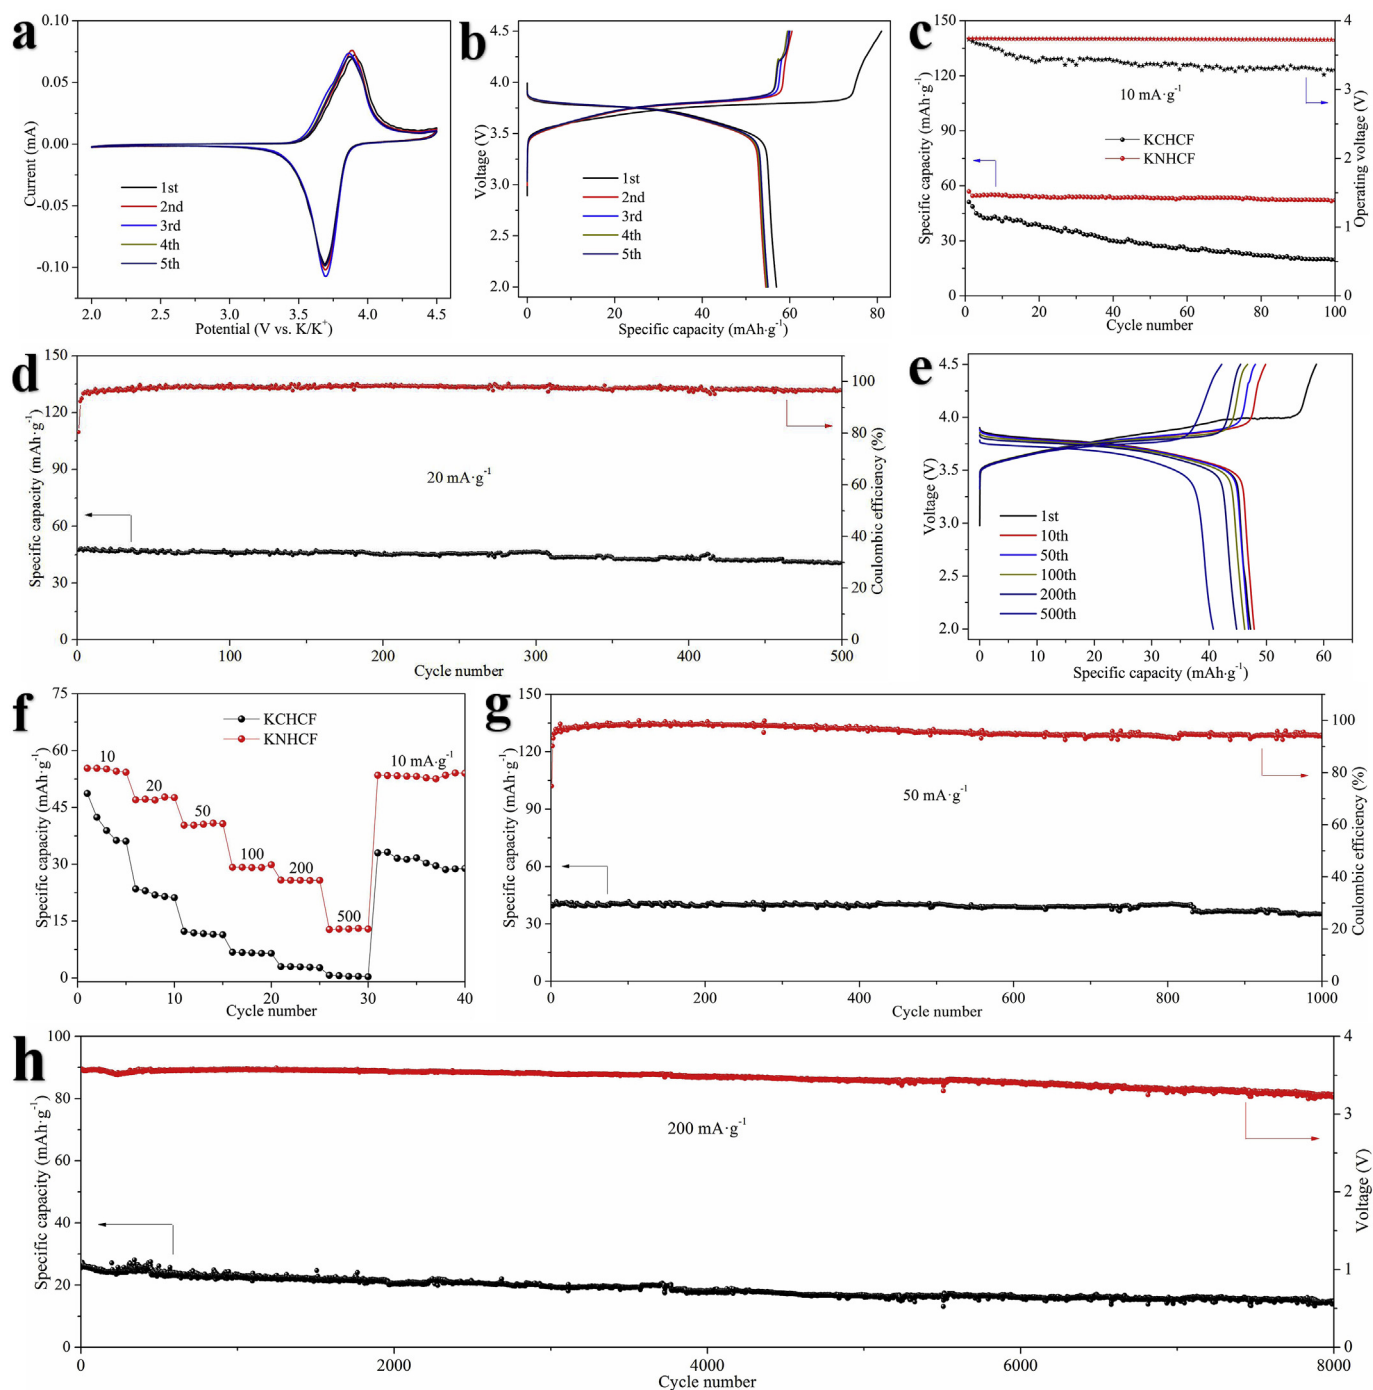 a
Current (mA)
0.10
0.05
0.00
-0.05
-0.10
1st
2nd
3rd
4th
5th
2.0 2.5 3.0 3.5 4.0 4.5
Potential (V vs. K/K⁺)
b
Voltage (V)
4.5
4.0
3.5
3.0
2.5
2.0
1st
2nd
3rd
4th
5th
0 20 40 60 80
Specific capacity (mAh·g⁻¹)
c
Specific capacity (mAh·g⁻¹)
150
120
90
60
30
0
10 mA·g⁻¹
KCHCF
KNHCF
4
3
2
1
0
Operating voltage (V)
0 20 40 60 80 100
Cycle number
d
Specific capacity (mAh·g⁻¹)
150
120
90
60
30
0
20 mA·g⁻¹
100
80
60
40
20
0
Coulombic efficiency (%)
0 100 200 300 400 500
Cycle number
e
Voltage (V)
4.5
4.0
3.5
3.0
2.5
2.0
1st
10th
50th
100th
200th
500th
0 10 20 30 40 50 60
Specific capacity (mAh·g⁻¹)
f
Specific capacity (mAh·g⁻¹)
75
60
45
30
15
0
KCHCF
KNHCF
10
20
50
100
200
500
10 mA·g⁻¹
0 10 20 30 40
Cycle number
g
Specific capacity (mAh·g⁻¹)
150
120
90
60
30
0
50 mA·g⁻¹
100
80
60
40
20
0
Coulombic efficiency (%)
0 200 400 600 800 1000
Cycle number
h
Specific capacity (mAh·g⁻¹)
100
80
60
40
20
0
200 mA·g⁻¹
4
3
2
1
0
Voltage (V)
0 2000 4000 6000 8000
Cycle number